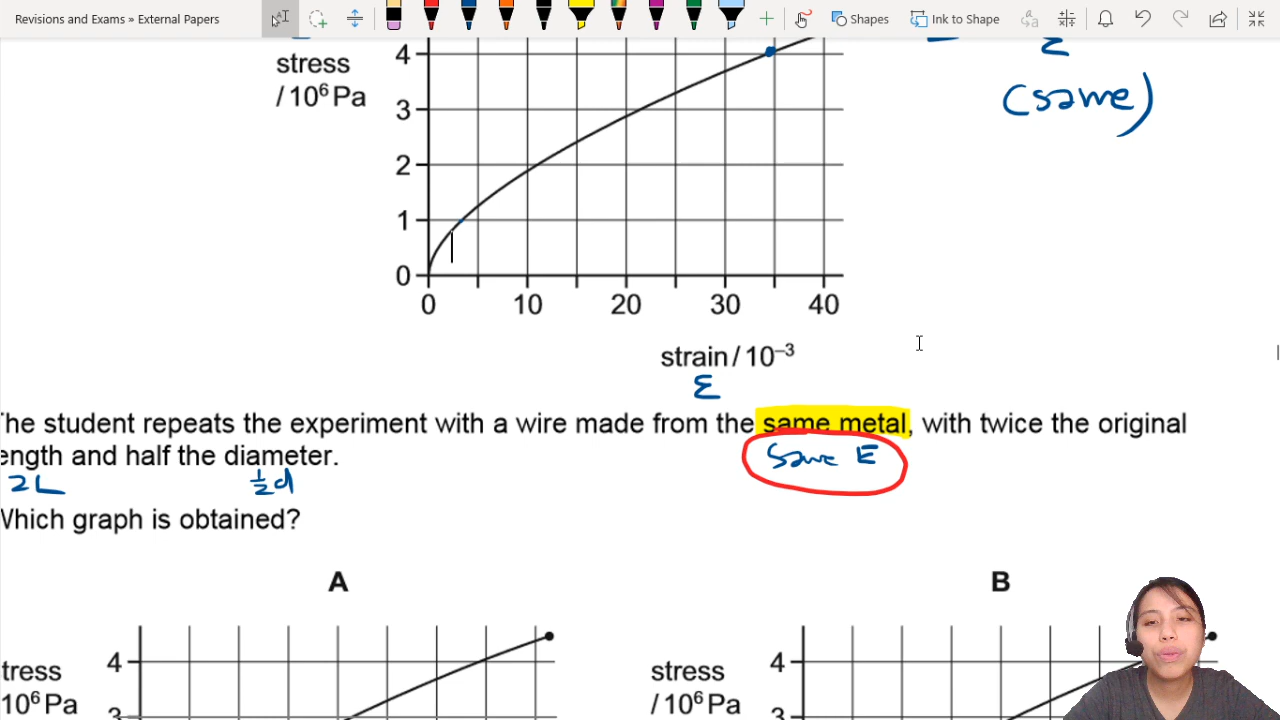 Revisions and Exams » External Papers
Shapes
Ink to Shape
stress
/ 10⁶ Pa
4
3
2
1
0
0 10 20 30 40
ε
(same)
strain / 10⁻³
ε
The student repeats the experiment with a wire made from the same metal, with twice the original
ength and half the diameter.
2L
½d
same E
Which graph is obtained?
A
B
tress
10⁶ Pa
4
3
stress
/ 10⁶ Pa
4
3